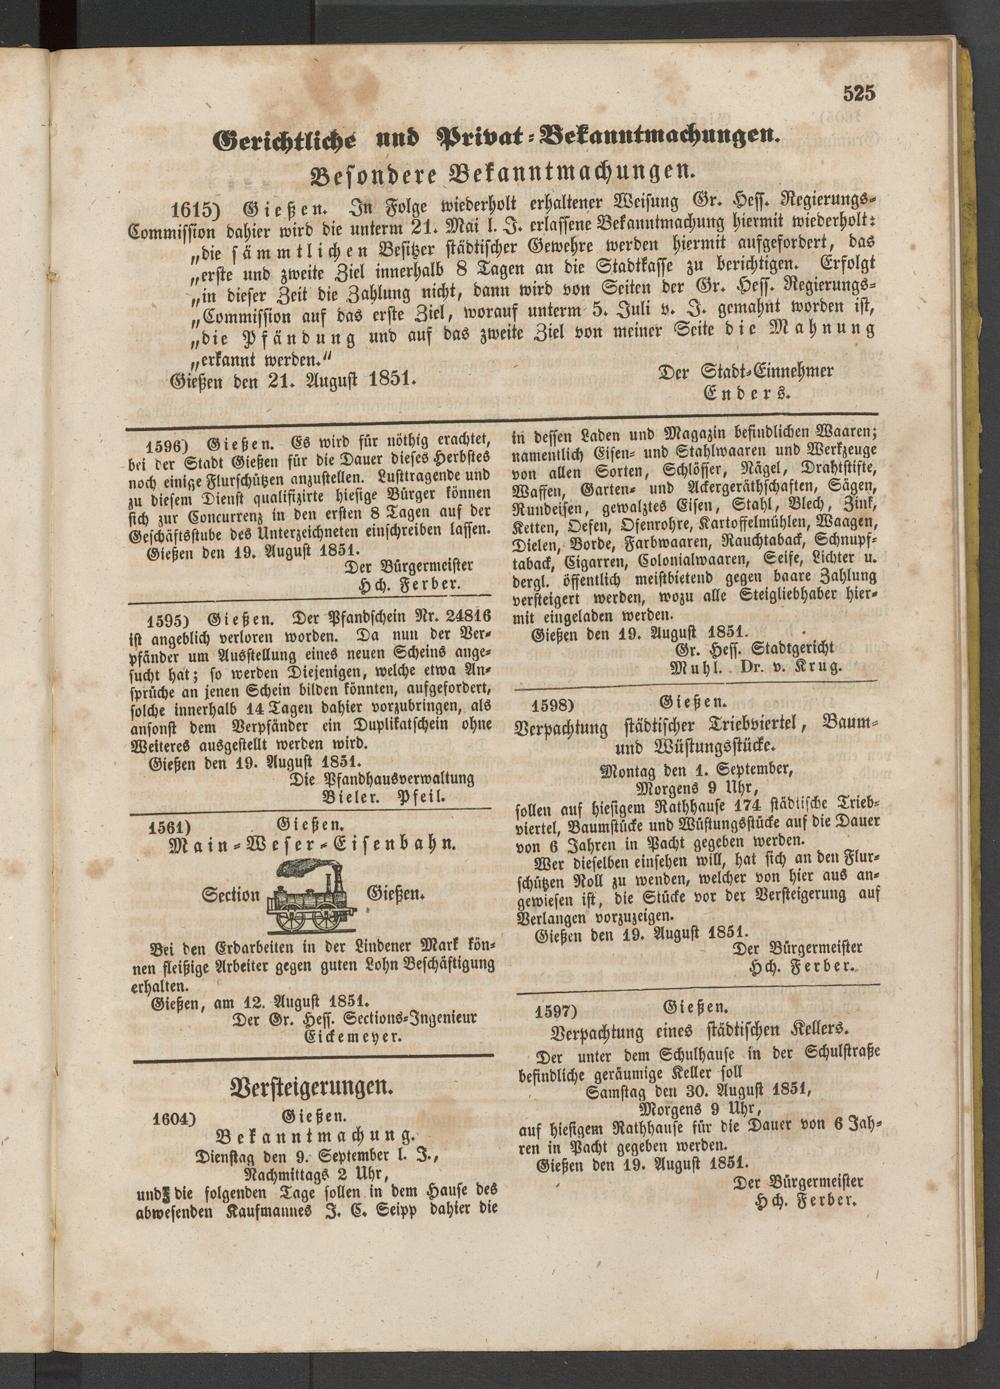 525
Gerichtliche und Privat-Bekanntmachungen.
Besondere Bekanntmachungen.
1615) Gießen. In Folge wiederholt erhaltener Weisung Gr. Hess. Regierungs-
Commission dahier wird die unterm 21. Mai l. J. erlassene Bekanntmachung hiermit wiederholt:
„die sämmtlichen Besitzer städtischer Gewehre werden hiermit aufgefordert, das
„erste und zweite Ziel innerhalb 8 Tagen an die Stadtkasse zu berichtigen. Erfolgt
„in dieser Zeit die Zahlung nicht, dann wird von Seiten der Gr. Hess. Regierungs-
„Commission auf das erste Ziel, worauf unterm 5. Juli v. J. gemahnt worden ist,
„die Pfändung und auf das zweite Ziel von meiner Seite die Mahnung
„erkannt werden.“
Gießen den 21. August 1851.
Der Stadt-Einnehmer
Enders.
1596) Gießen. Es wird für nöthig erachtet,
bei der Stadt Gießen für die Dauer dieses Herbstes
noch einige Flurschützen anzustellen. Lusttragende und
zu diesem Dienst qualifizirte hiesige Bürger können
sich zur Concurrenz in den ersten 8 Tagen auf der
Geschäftsstube des Unterzeichneten einschreiben lassen.
Gießen den 19. August 1851.
Der Bürgermeister
Hch. Ferber.
1595) Gießen. Der Pfandschein Nr. 24816
ist angeblich verloren worden. Da nun der Ver-
pfänder um Ausstellung eines neuen Scheins ange-
sucht hat; so werden Diejenigen, welche etwa An-
sprüche an jenen Schein bilden könnten, aufgefordert,
solche innerhalb 14 Tagen dahier vorzubringen, als
ansonst dem Verpfänder ein Duplikatschein ohne
Weiteres ausgestellt werden wird.
Gießen den 19. August 1851.
Die Pfandhausverwaltung
Bieler. Pfeil.
1561) Gießen.
Main-Weser-Eisenbahn.
Section Gießen.
Bei den Erdarbeiten in der Lindener Mark kön-
nen fleißige Arbeiter gegen guten Lohn Beschäftigung
erhalten.
Gießen, am 12. August 1851.
Der Gr. Hess. Sections-Ingenieur
Eickemeyer.
Versteigerungen.
1604) Gießen.
Bekanntmachung.
Dienstag den 9. September l. J.,
Nachmittags 2 Uhr,
und die folgenden Tage sollen in dem Hause des
abwesenden Kaufmannes J. C. Seipp dahier die
in dessen Laden und Magazin befindlichen Waaren;
namentlich Eisen- und Stahlwaaren und Werkzeuge
von allen Sorten, Schlösser, Nägel, Drahtstifte,
Waffen, Garten- und Ackergeräthschaften, Sägen,
Rundeisen, gewalztes Eisen, Stahl, Blech, Zink,
Ketten, Oefen, Ofenrohre, Kartoffelmühlen, Waagen,
Dielen, Borde, Farbwaaren, Rauchtaback, Schnupf-
taback, Cigarren, Colonialwaaren, Seife, Lichter u.
dergl. öffentlich meistbietend gegen baare Zahlung
versteigert werden, wozu alle Steigliebhaber hier-
mit eingeladen werden.
Gießen den 19. August 1851.
Gr. Hess. Stadtgericht
Muhl. Dr. v. Krug.
1598) Gießen.
Verpachtung städtischer Triebviertel, Baum-
und Wüstungsstücke.
Montag den 1. September,
Morgens 9 Uhr,
sollen auf hiesigem Rathhause 174 städtische Trieb-
viertel, Baumstücke und Wüstungsstücke auf die Dauer
von 6 Jahren in Pacht gegeben werden.
Wer dieselben einsehen will, hat sich an den Flur-
schützen Noll zu wenden, welcher von hier aus an-
gewiesen ist, die Stücke vor der Versteigerung auf
Verlangen vorzuzeigen.
Gießen den 19. August 1851.
Der Bürgermeister
Hch. Ferber.
1597) Gießen.
Verpachtung eines städtischen Kellers.
Der unter dem Schulhause in der Schulstraße
befindliche geräumige Keller soll
Samstag den 30. August 1851,
Morgens 9 Uhr,
auf hiesigem Rathhause für die Dauer von 6 Jah-
ren in Pacht gegeben werden.
Gießen den 19. August 1851.
Der Bürgermeister
Hch. Ferber.